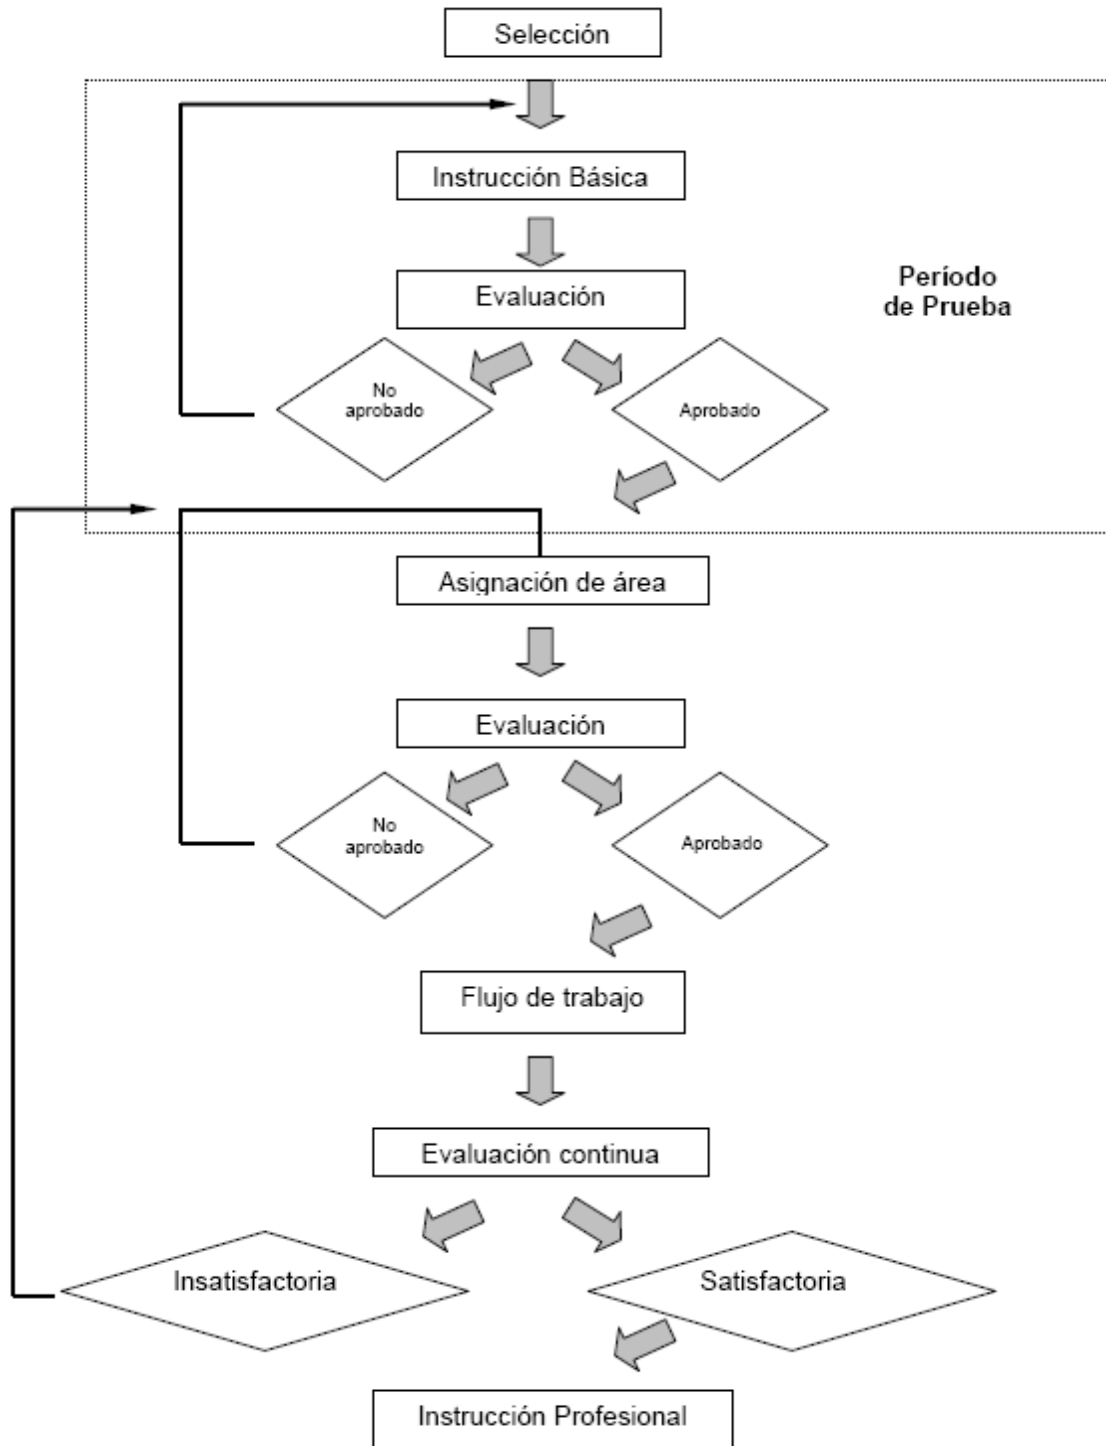 Selección
Instrucción Básica
Evaluación
Período
de Prueba
No
aprobado
Aprobado
Asignación de área
Evaluación
No
aprobado
Aprobado
Flujo de trabajo
Evaluación continua
Insatisfactoria
Satisfactoria
Instrucción Profesional